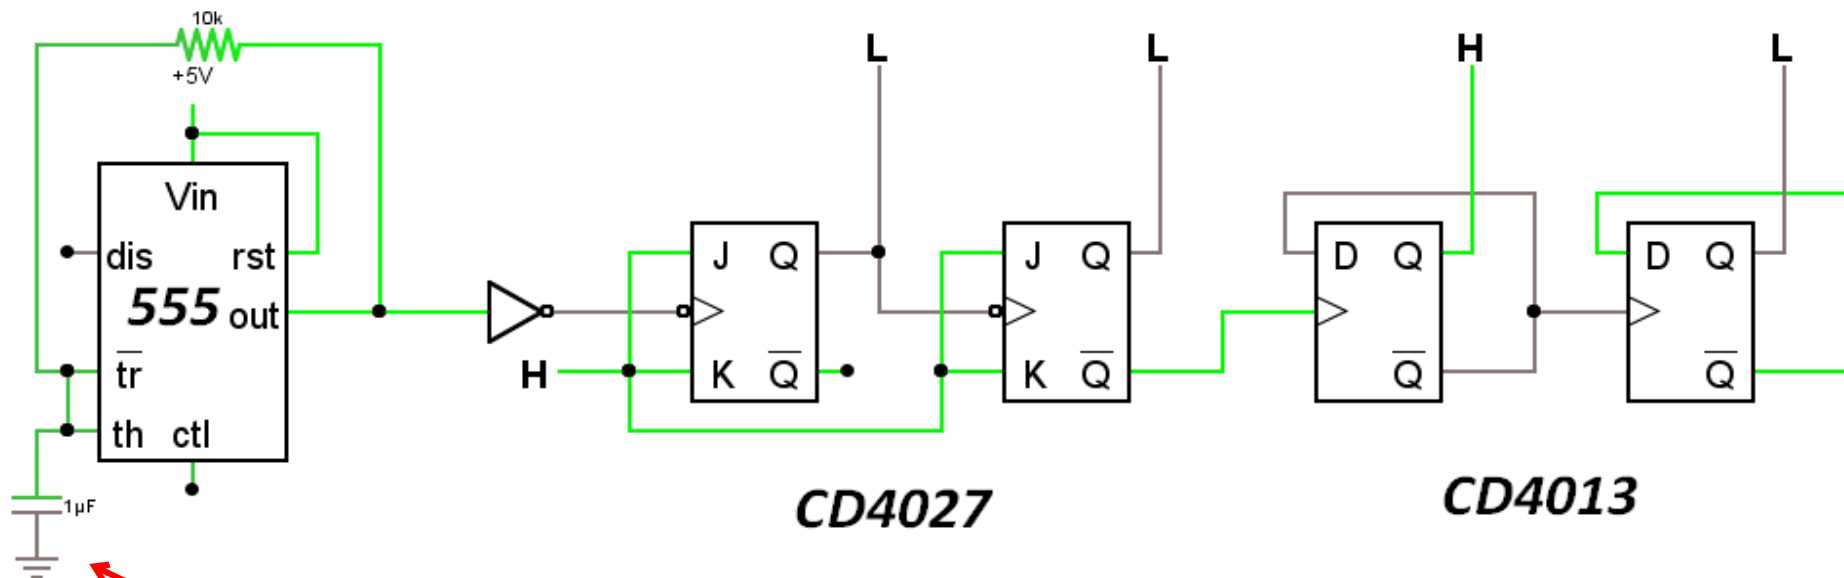 10k
+5V
L
L
H
L
Vin
dis
rst
555
out
tr
th
ctl
1µF
H
J
Q
K
Q
J
Q
K
Q
D
Q
Q
D
Q
Q
CD4027
CD4013